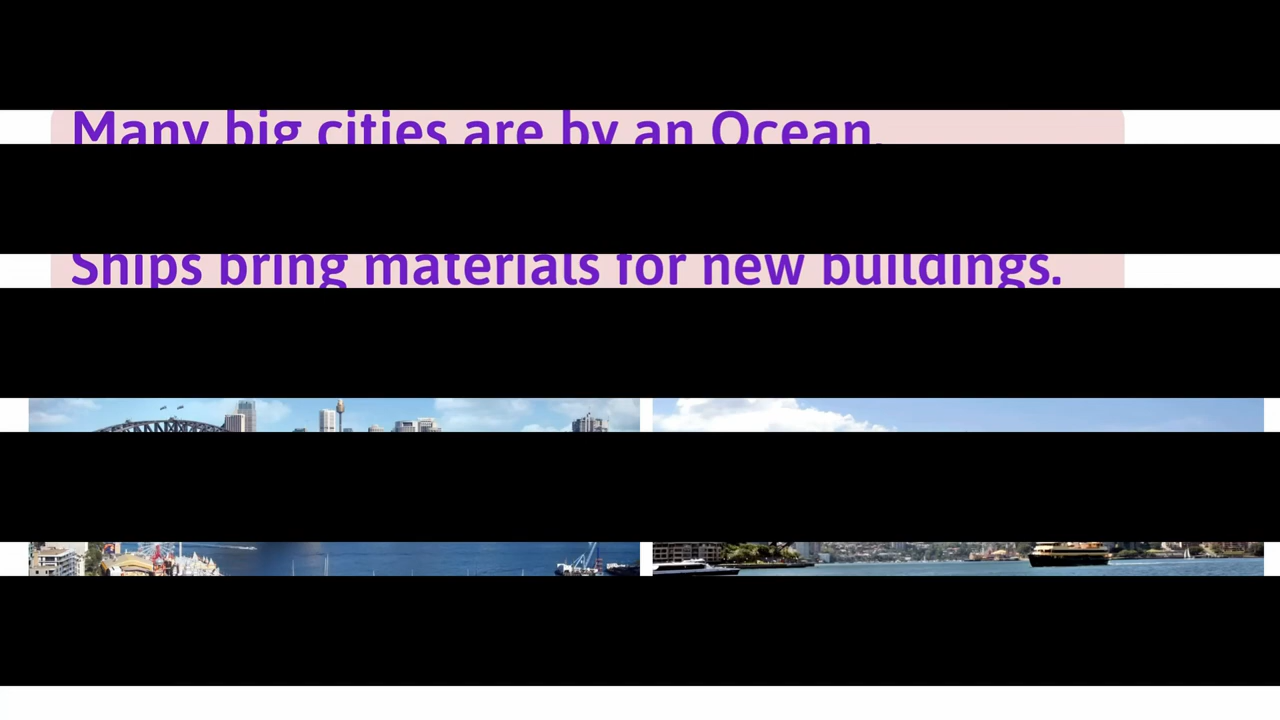 Many big cities are by an Ocean.
Ships bring materials for new buildings.